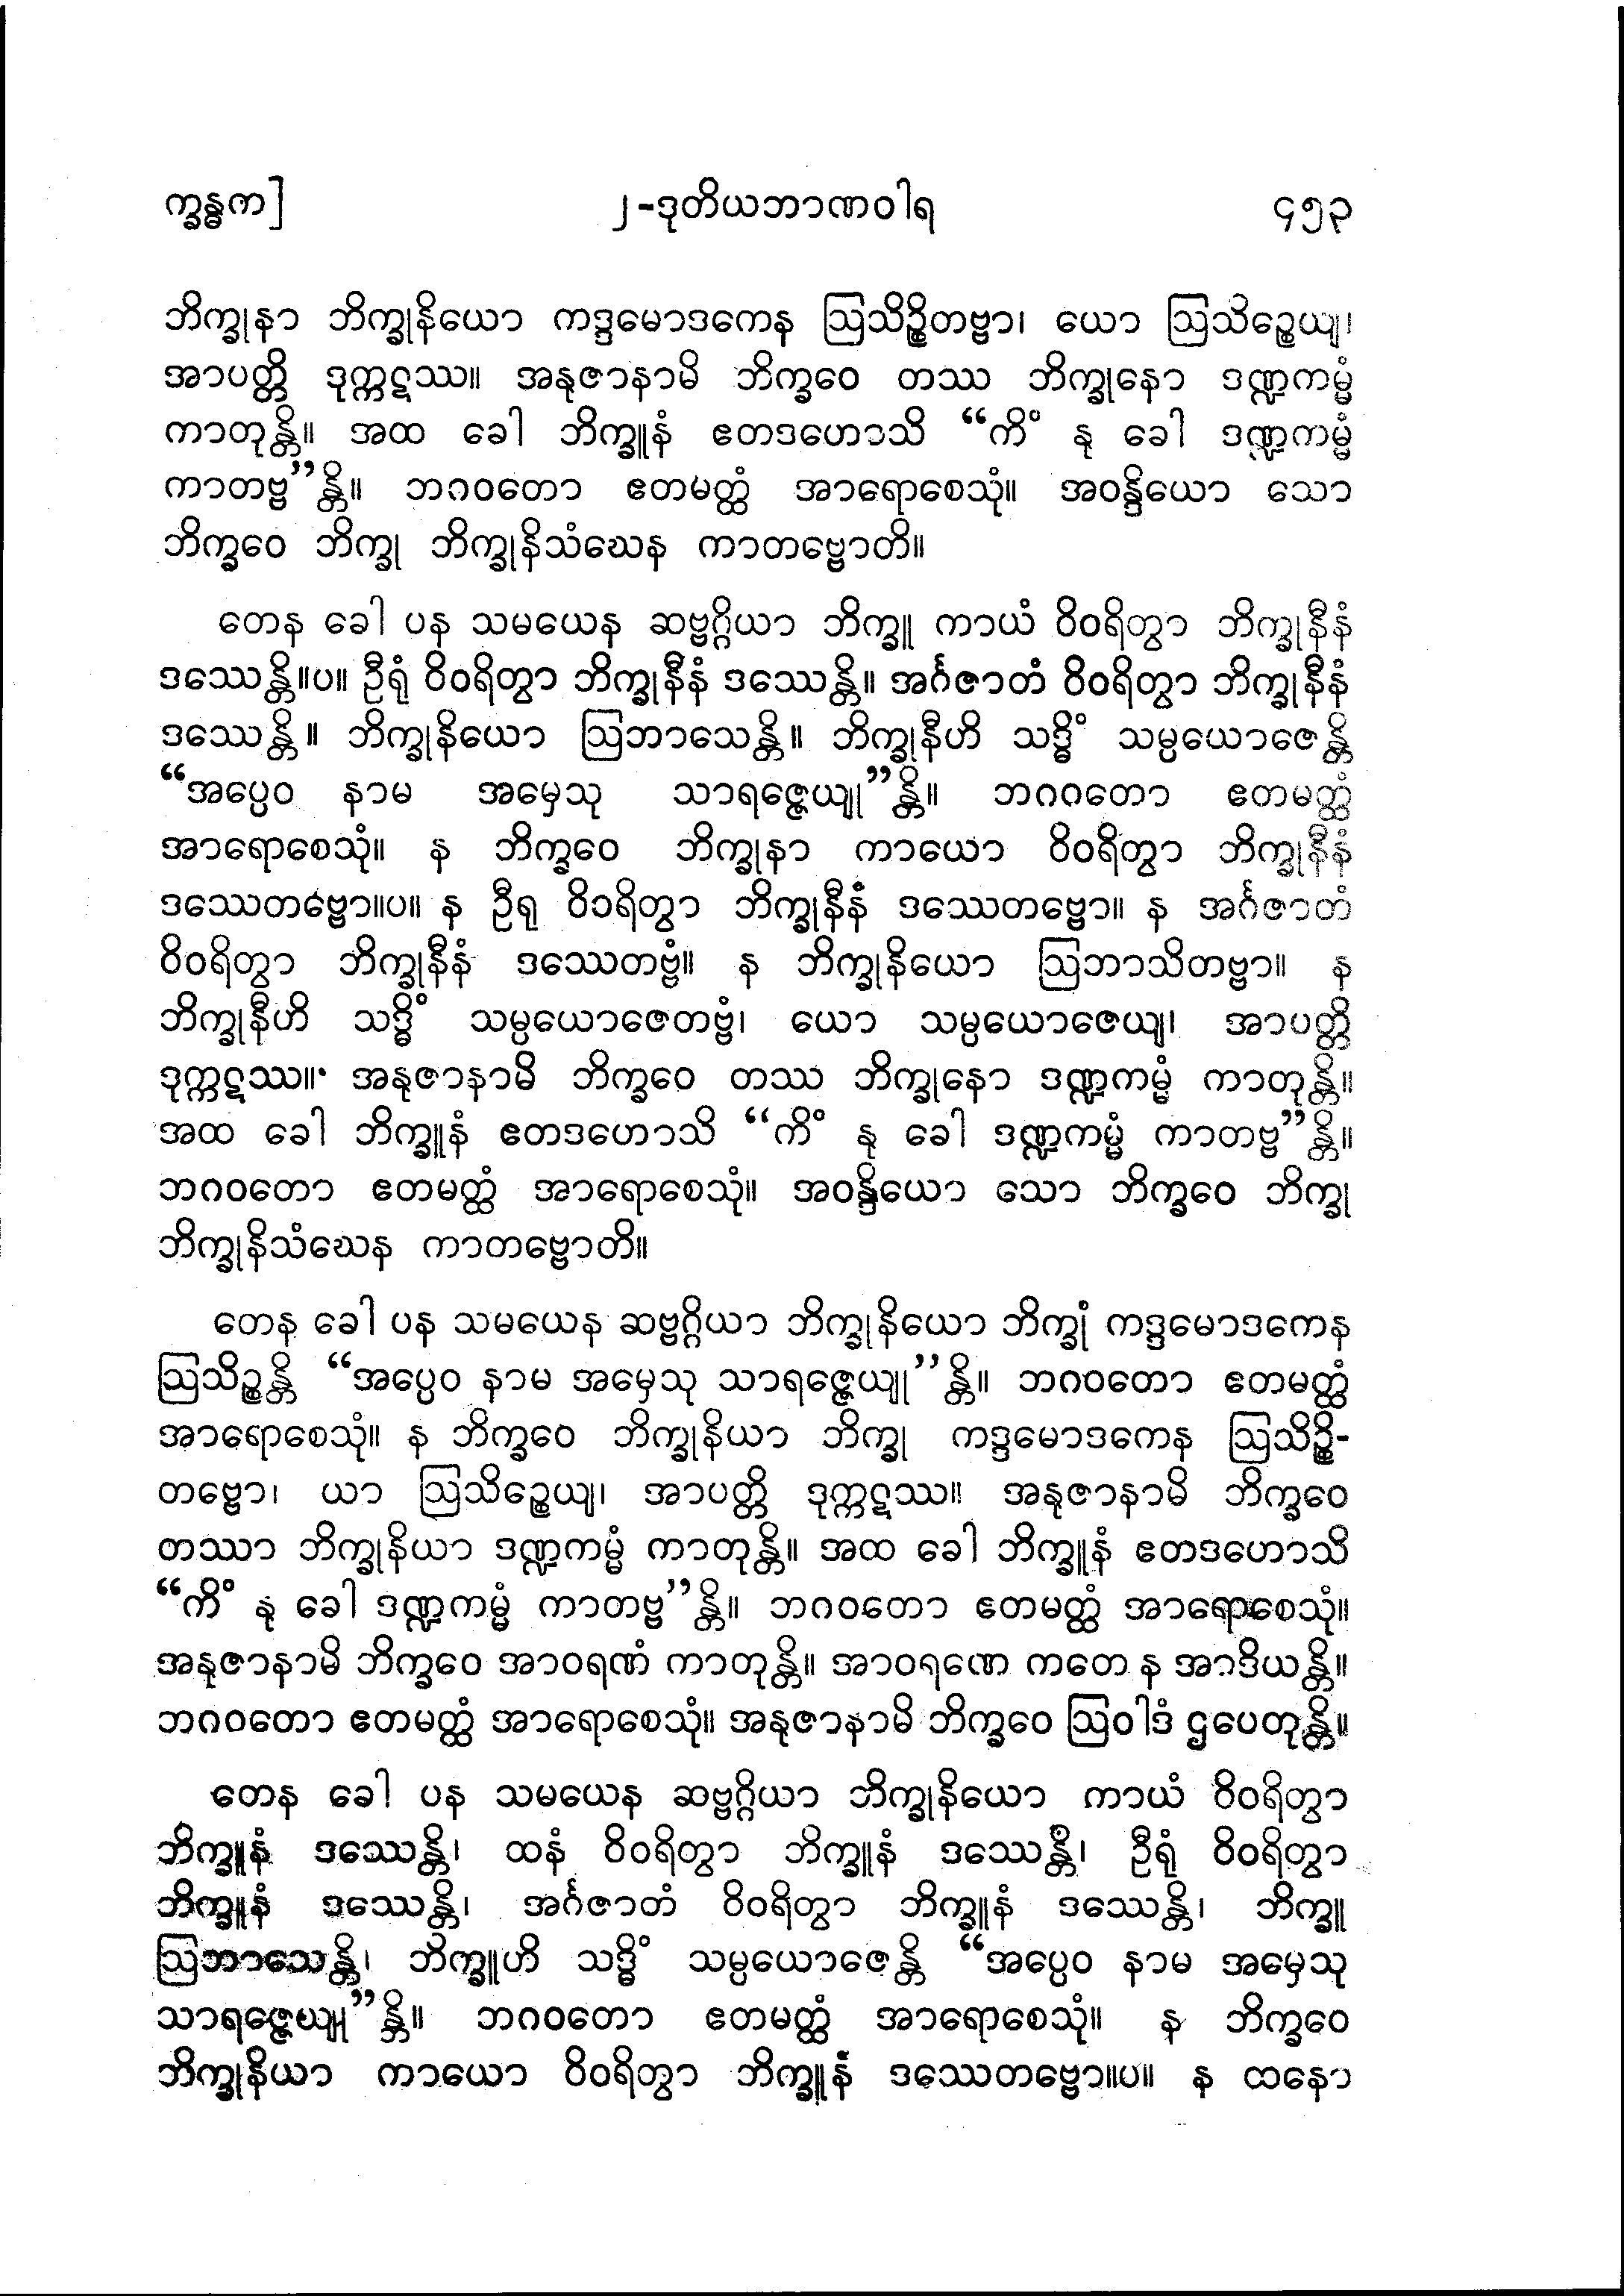 က္ခန္ဓက] ၂-ဒုတိယဘာဏဝါရ ၄၅၃
ဘိက္ခုနာ ဘိက္ခုနိယော ကဒ္ဒမောဒကေန ဩသိဉ္စိတဗ္ဗာ၊ ယော ဩသိဉ္စေယျ၊
အာပတ္တိ ဒုက္ကဋဿ။ အနုဇာနာမိ ဘိက္ခဝေ တဿ ဘိက္ခုနော ဒဏ္ဍကမ္မံ
ကာတုန္တိ။ အထ ခေါ ဘိက္ခူနံ ဧတဒဟောသိ “ကိံ နု ခေါ ဒဏ္ဍကမ္မံ
ကာတဗ္ဗ”န္တိ။ ဘဂဝတော ဧတမတ္ထံ အာရောစေသုံ။ အဝန္ဒိယော သော
ဘိက္ခဝေ ဘိက္ခု ဘိက္ခုနိသံဃေန ကာတဗ္ဗောတိ။
တေန ခေါ ပန သမယေန ဆဗ္ဗဂ္ဂိယာ ဘိက္ခူ ကာယံ ဝိဝရိတွာ ဘိက္ခုနီနံ
ဒဿေန္တိ။ပ။ ဦရုံ ဝိဝရိတွာ ဘိက္ခုနီနံ ဒဿေန္တိ။ အင်္ဂဇာတံ ဝိဝရိတွာ ဘိက္ခုနီနံ
ဒဿေန္တိ။ ဘိက္ခုနိယော ဩဘာသေန္တိ။ ဘိက္ခုနီဟိ သဒ္ဓိံ သမ္ပယောဇေန္တိ
“အပ္ပေဝ နာမ အမှေသု သာရဇ္ဇေယျု”န္တိ။ ဘဂဂတော ဧတမတ္ထံ
အာရောစေသုံ။ န ဘိက္ခဝေ ဘိက္ခုနာ ကာယော ဝိဝရိတွာ ဘိက္ခုနီနံ
ဒဿေတဗ္ဗော။ပ။ န ဦရု ဝိဝရိတွာ ဘိက္ခုနီနံ ဒဿေတဗ္ဗော။ န အင်္ဂဇာတံ
ဝိဝရိတွာ ဘိက္ခုနီနံ ဒဿေတဗ္ဗံ။ န ဘိက္ခုနိယော ဩဘာသိတဗ္ဗာ။ န
ဘိက္ခုနီဟိ သဒ္ဓိံ သမ္ပယောဇေတဗ္ဗံ၊ ယော သမ္ပယောဇေယျ၊ အာပတ္တိ
ဒုက္ကဋဿ။ အနုဇာနာမိ ဘိက္ခဝေ တဿ ဘိက္ခုနော ဒဏ္ဍကမ္မံ ကာတုန္တိ။
အထ ခေါ ဘိက္ခူနံ ဧတဒဟောသိ “ကိံ နု ခေါ ဒဏ္ဍကမ္မံ ကာတဗ္ဗ”န္တိ။
ဘဂဝတော ဧတမတ္ထံ အာရောစေသုံ။ အဝန္ဒိယော သော ဘိက္ခဝေ ဘိက္ခု
ဘိက္ခုနိသံဃေန ကာတဗ္ဗောတိ။
တေန ခေါ ပန သမယေန ဆဗ္ဗဂ္ဂိယာ ဘိက္ခုနိယော ဘိက္ခုံ ကဒ္ဒမောဒကေန
ဩသိဉ္စန္တိ “အပ္ပေဝ နာမ အမှေသု သာရဇ္ဇေယျု”န္တိ။ ဘဂဝတော ဧတမတ္ထံ
အာရောစေသုံ။ န ဘိက္ခဝေ ဘိက္ခုနိယာ ဘိက္ခု ကဒ္ဒမောဒကေန ဩသိဉ္စိ-
တဗ္ဗော၊ ယာ ဩသိဉ္စေယျ၊ အာပတ္တိ ဒုက္ကဋဿ။ အနုဇာနာမိ ဘိက္ခဝေ
တဿာ ဘိက္ခုနိယာ ဒဏ္ဍကမ္မံ ကာတုန္တိ။ အထ ခေါ ဘိက္ခူနံ ဧတဒဟောသိ
“ကိံ နု ခေါ ဒဏ္ဍကမ္မံ ကာတဗ္ဗ”န္တိ။ ဘဂဝတော ဧတမတ္ထံ အာရောစေသုံ။
အနုဇာနာမိ ဘိက္ခဝေ အာဝရဏံ ကာတုန္တိ။ အာဝရဏေ ကတေ န အာဒိယန္တိ။
ဘဂဝတော ဧတမတ္ထံ အာရောစေသုံ။ အနုဇာနာမိ ဘိက္ခဝေ ဩဝါဒံ ဌပေတုန္တိ။
တေန ခေါ ပန သမယေန ဆဗ္ဗဂ္ဂိယာ ဘိက္ခုနိယော ကာယံ ဝိဝရိတွာ
ဘိက္ခူနံ ဒဿေန္တိ၊ ထနံ ဝိဝရိတွာ ဘိက္ခူနံ ဒဿေန္တိ၊ ဦရုံ ဝိဝရိတွာ
ဘိက္ခူနံ ဒဿေန္တိ၊ အင်္ဂဇာတံ ဝိဝရိတွာ ဘိက္ခူနံ ဒဿေန္တိ၊ ဘိက္ခူ
ဩဘာသေန္တိ၊ ဘိက္ခူဟိ သဒ္ဓိံ သမ္ပယောဇေန္တိ “အပ္ပေဝ နာမ အမှေသု
သာရဇ္ဇေယျု”န္တိ။ ဘဂဝတော ဧတမတ္ထံ အာရောစေသုံ။ န ဘိက္ခဝေ
ဘိက္ခုနိယာ ကာယော ဝိဝရိတွာ ဘိက္ခူနံ ဒဿေတဗ္ဗော။ပ။ န ထနော